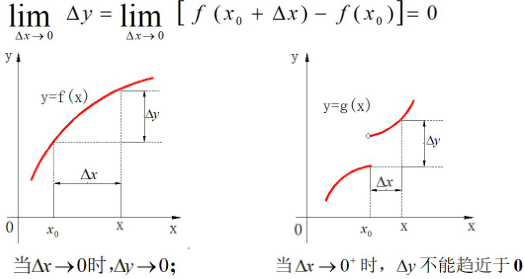 lim Δy = lim [ f (x₀ + Δx) − f (x₀ )]= 0
Δx→0 Δx→0
y
y=f(x)
Δy
Δx
0 x₀ x x
当Δx→0时,Δy→0;
y
y=g(x)
Δy
Δx
0 x₀ x x
当Δx→0⁺时, Δy不能趋近于0